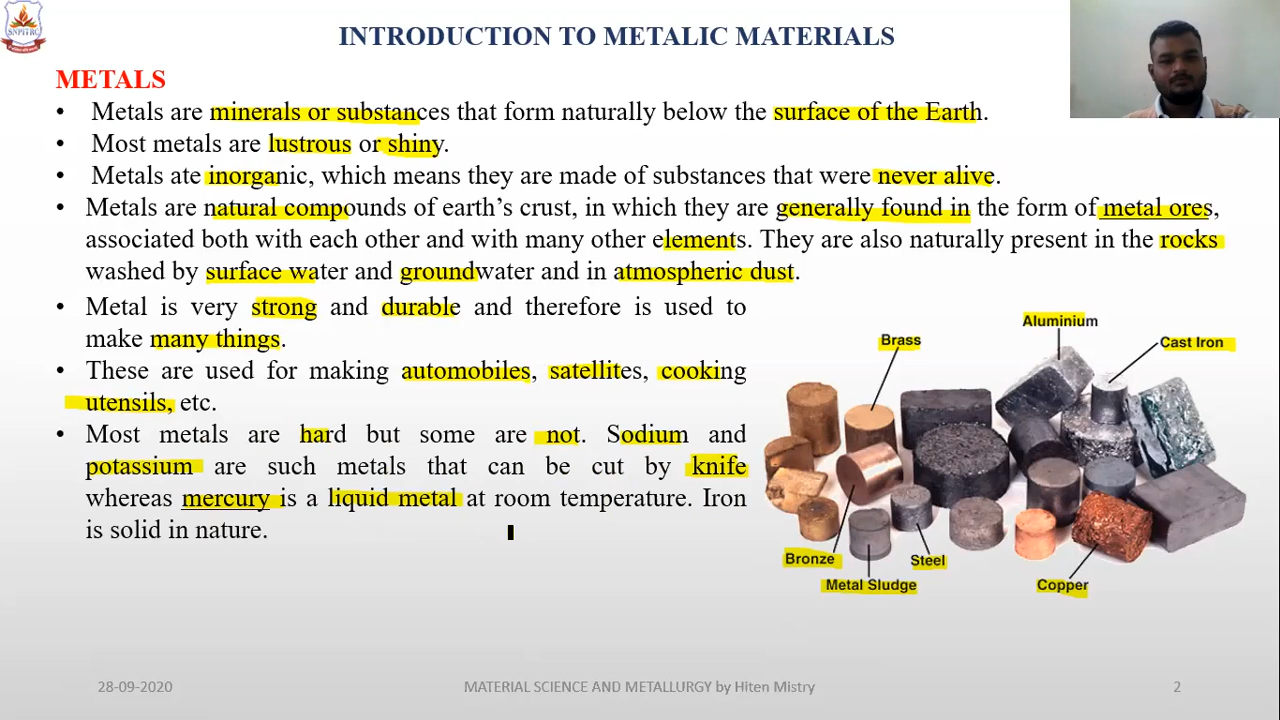 SNPITRC
INTRODUCTION TO METALIC MATERIALS
METALS
• Metals are minerals or substances that form naturally below the surface of the Earth.
• Most metals are lustrous or shiny.
• Metals ate inorganic, which means they are made of substances that were never alive.
• Metals are natural compounds of earth’s crust, in which they are generally found in the form of metal ores,
associated both with each other and with many other elements. They are also naturally present in the rocks
washed by surface water and groundwater and in atmospheric dust.
• Metal is very strong and durable and therefore is used to
make many things.
• These are used for making automobiles, satellites, cooking
utensils, etc.
• Most metals are hard but some are not. Sodium and
potassium are such metals that can be cut by knife
whereas mercury is a liquid metal at room temperature. Iron
is solid in nature.
Aluminium
Brass
Cast Iron
Bronze
Steel
Metal Sludge
Copper
28-09-2020
MATERIAL SCIENCE AND METALLURGY by Hiten Mistry
2